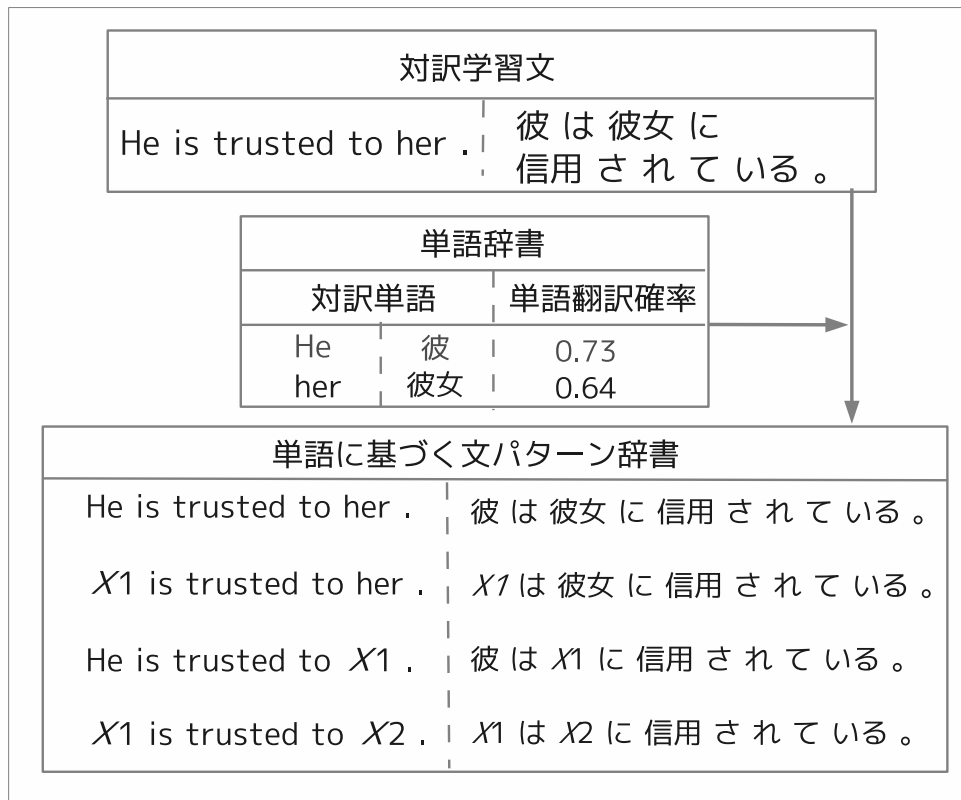 対訳学習文
He is trusted to her .
彼 は 彼女 に
信用 さ れ て いる 。
単語辞書
対訳単語 単語翻訳確率
He 彼 0.73
her 彼女 0.64
単語に基づく文パターン辞書
He is trusted to her . 彼 は 彼女 に 信用 さ れ て いる 。
X1 is trusted to her . X1 は 彼女 に 信用 さ れ て いる 。
He is trusted to X1 . 彼 は X1 に 信用 さ れ て いる 。
X1 is trusted to X2 . X1 は X2 に 信用 さ れ て いる 。